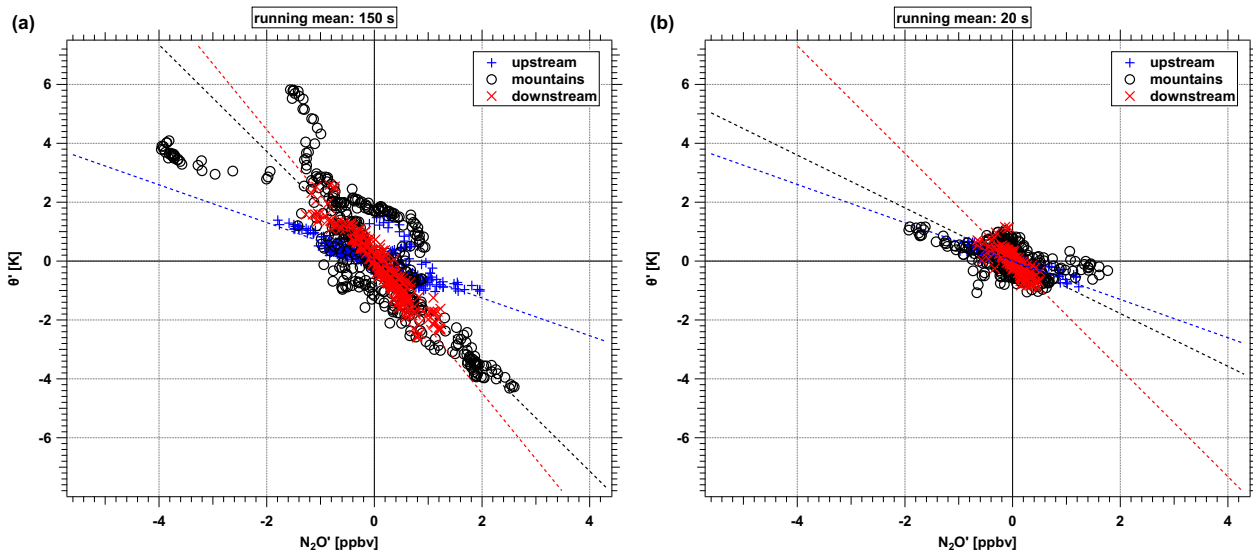 (a)
running mean: 150 s
upstream
mountains
downstream
6
4
2
0
-2
-4
-6
θ' [K]
-4
-2
0
2
4
N₂O' [ppbv]
(b)
running mean: 20 s
upstream
mountains
downstream
6
4
2
0
-2
-4
-6
θ' [K]
-4
-2
0
2
4
N₂O' [ppbv]